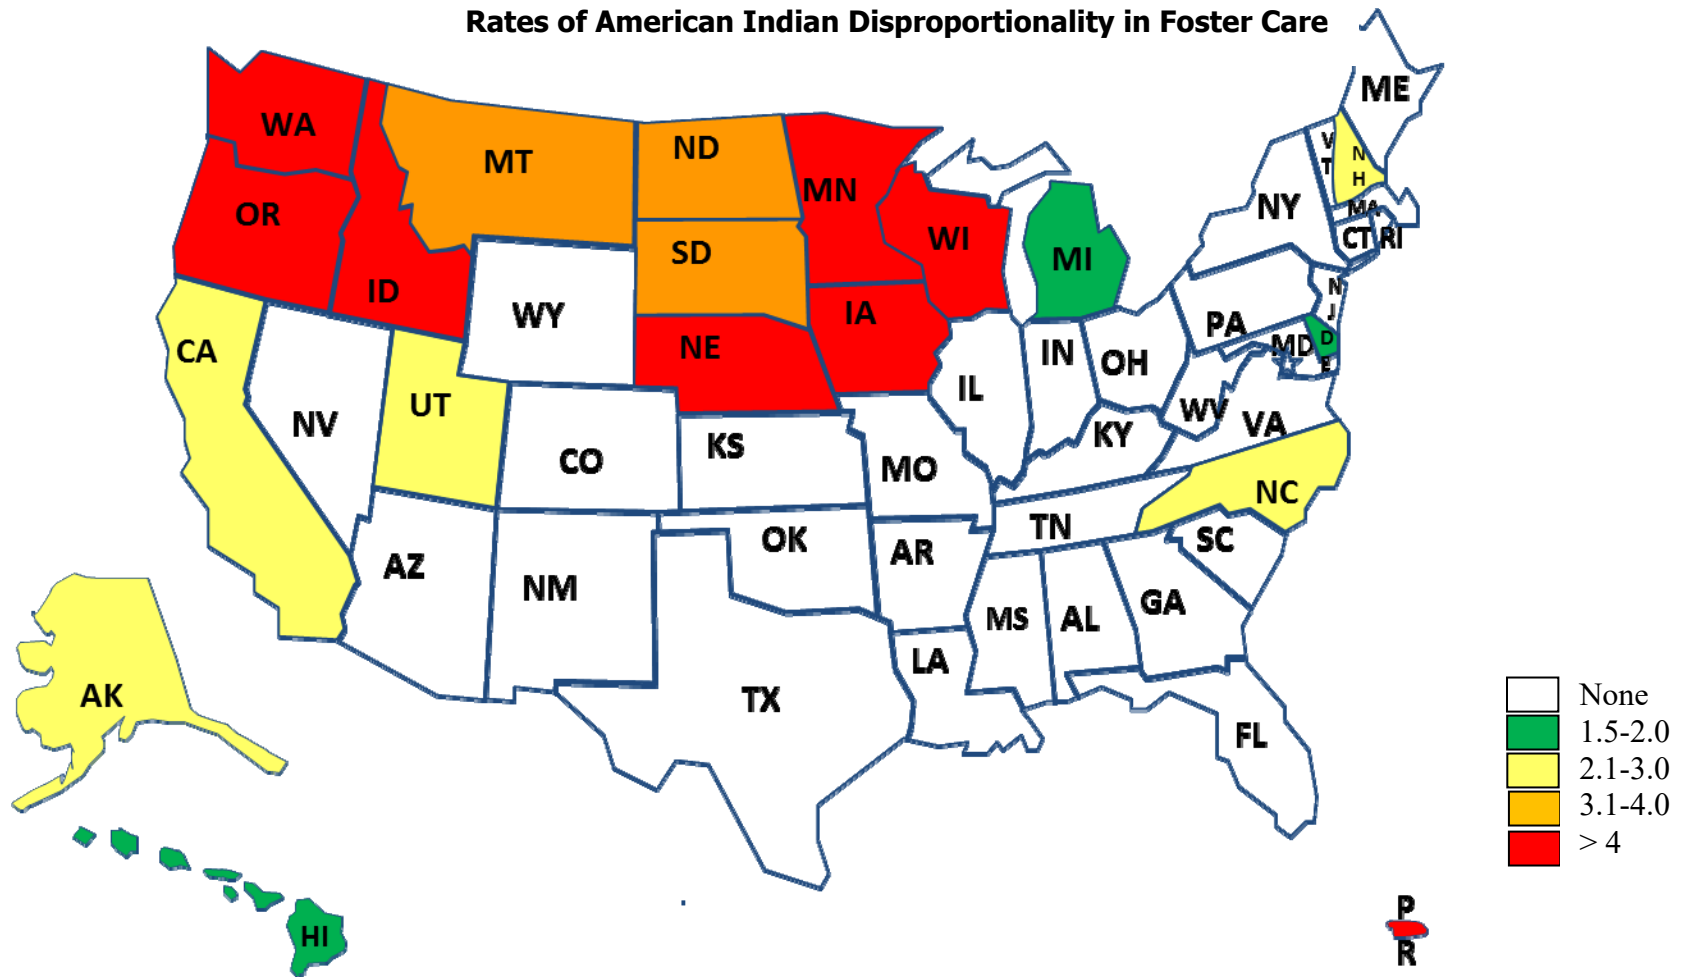 Rates of American Indian Disproportionality in Foster Care
ME
WA
MT
ND
MN
VT
NH
OR
SD
WI
MI
NY
MA
CT
RI
ID
WY
IA
NE
NJ
PA
MD
DE
CA
UT
NV
CO
KS
IL
IN
OH
WV
VA
KY
MO
NC
AZ
NM
OK
AR
TN
SC
MS
AL
GA
LA
TX
FL
AK
HI
None
1.5-2.0
2.1-3.0
3.1-4.0
> 4
PR